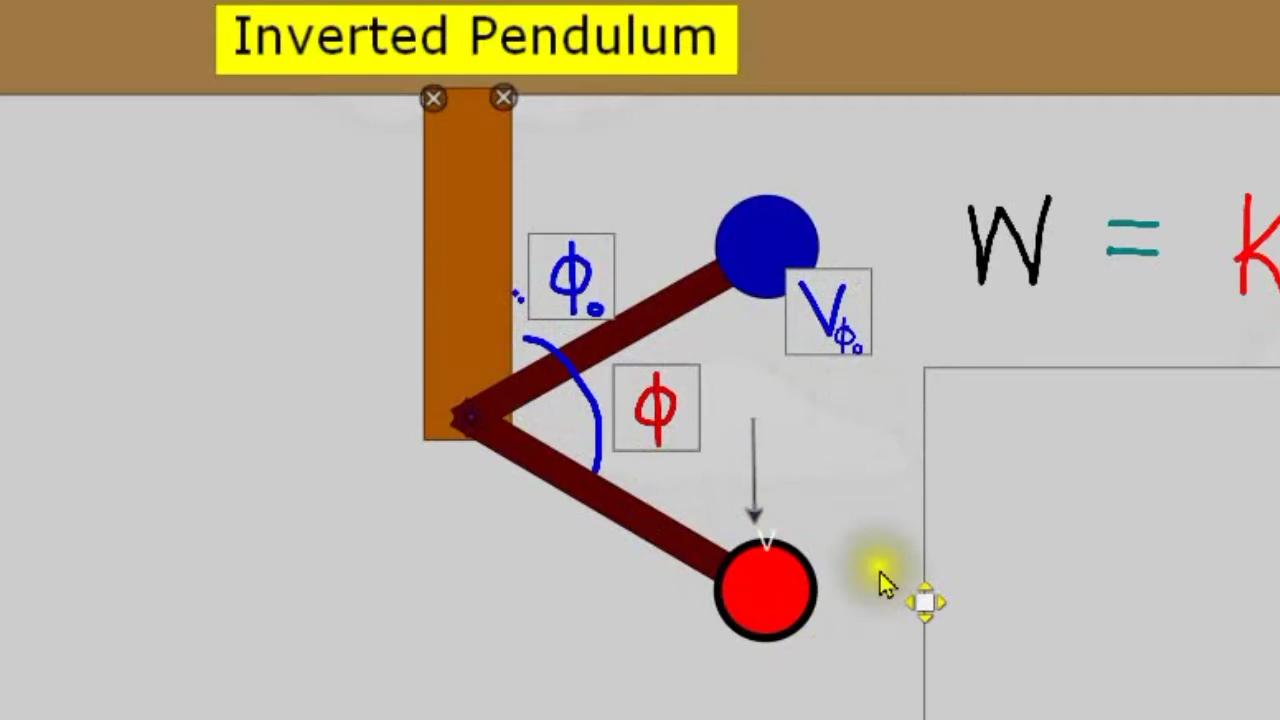 Inverted Pendulum
ϕ₀
W = K
V_ϕ₀
ϕ
V